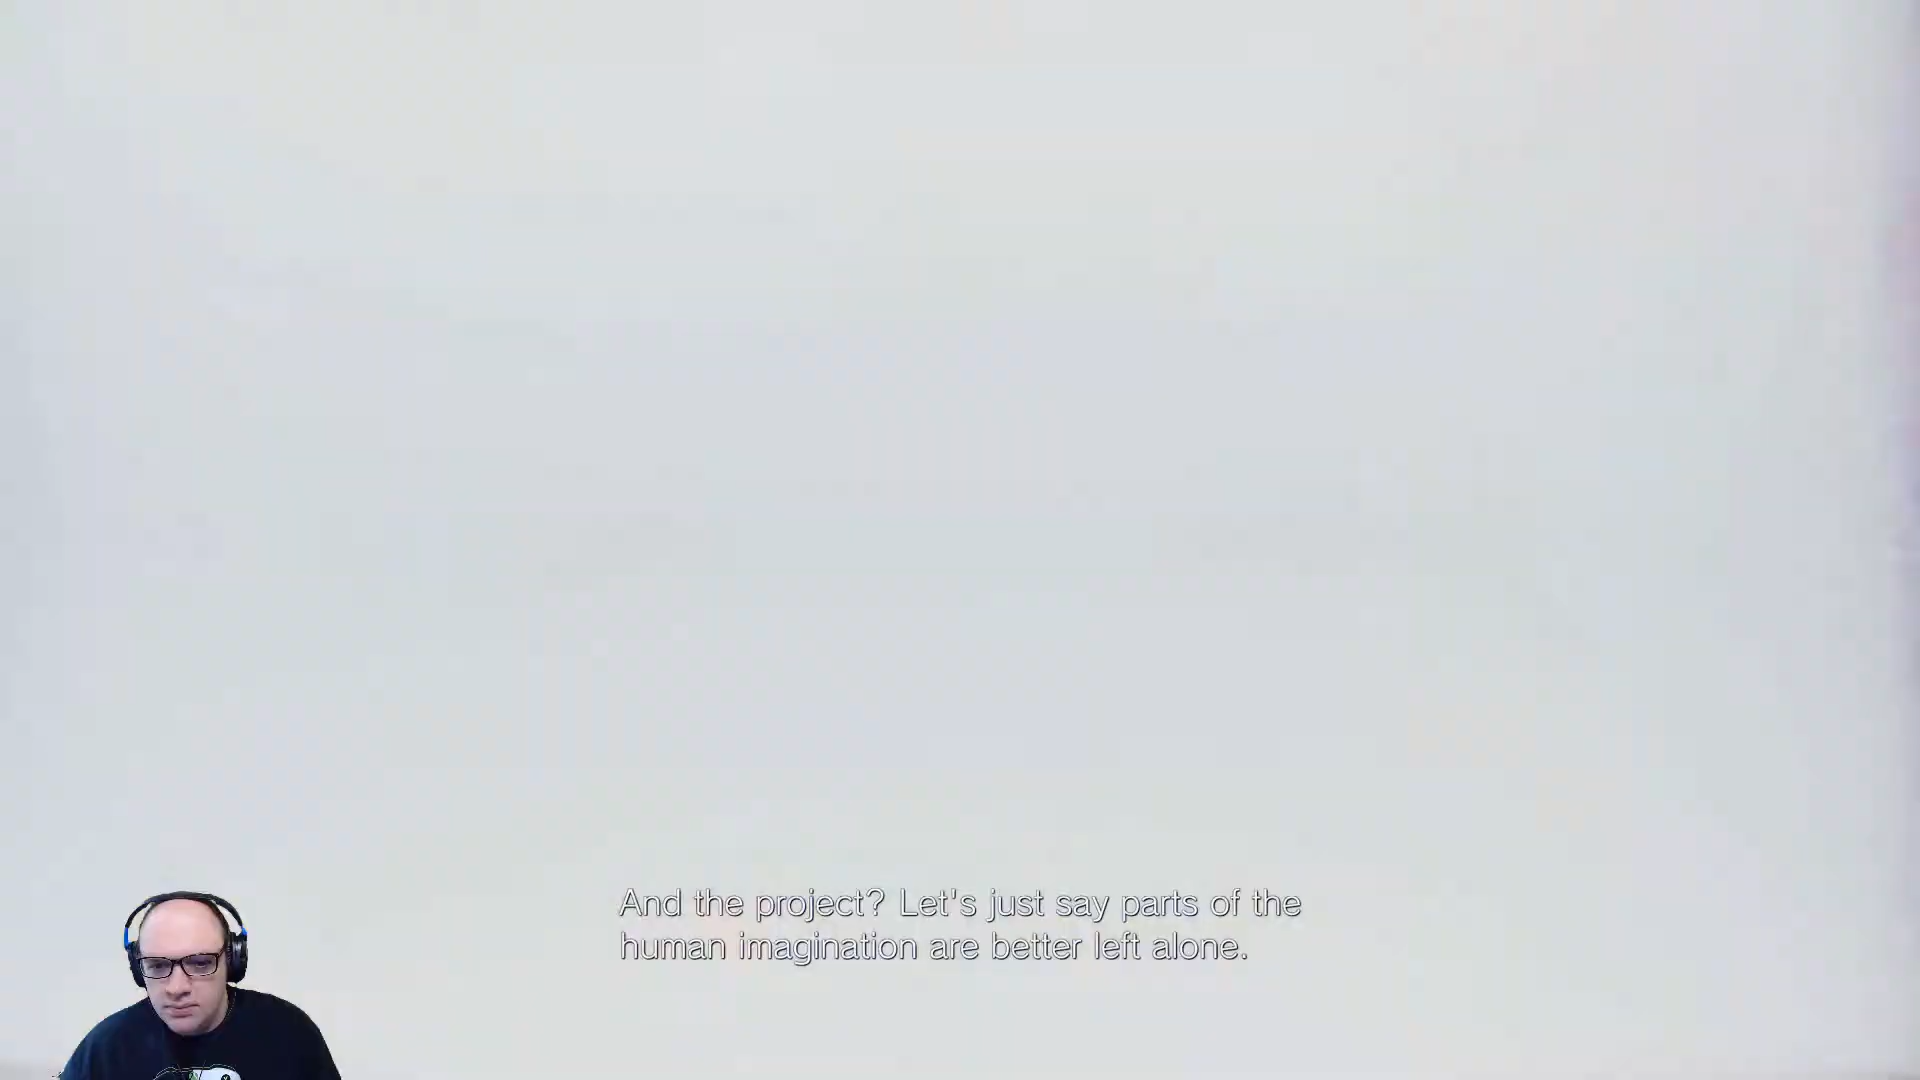 And the project? Let's just say parts of the
human imagination are better left alone.